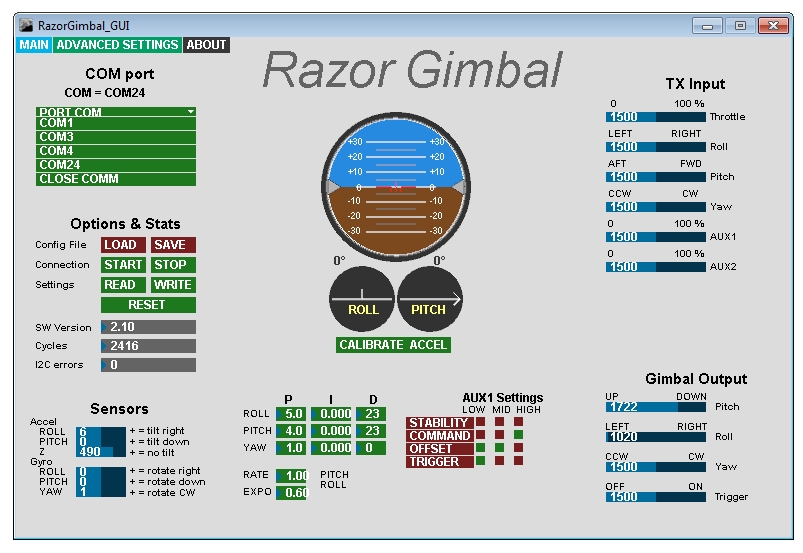 RazorGimbal_GUI
MAIN ADVANCED SETTINGS ABOUT
Razor Gimbal
COM port
COM = COM24
PORT COM
COM1
COM3
COM4
COM24
CLOSE COMM
Options & Stats
Config File LOAD SAVE
Connection START STOP
Settings READ WRITE
RESET
SW Version 2.10
Cycles 2416
I2C errors 0
Sensors
Accel
ROLL 6 + = tilt right
PITCH 0 + = tilt down
Z 490 + = no tilt
Gyro
ROLL 0 + = rotate right
PITCH 0 + = rotate down
YAW 1 + = rotate CW
+30 +30
+20 +20
+10 +10
0 0
-10 -10
-20 -20
-30 -30
0° 0°
ROLL PITCH
CALIBRATE ACCEL
P I D
ROLL 5.0 0.000 23
PITCH 4.0 0.000 23
YAW 1.0 0.000 0
RATE 1.00 PITCH
EXPO 0.60 ROLL
AUX1 Settings
LOW MID HIGH
STABILITY
COMMAND
OFFSET
TRIGGER
TX Input
0 100 %
1500 Throttle
LEFT RIGHT
1500 Roll
AFT FWD
1500 Pitch
CCW CW
1500 Yaw
0 100 %
1500 AUX1
0 100 %
1500 AUX2
Gimbal Output
UP DOWN
1722 Pitch
LEFT RIGHT
1020 Roll
CCW CW
1500 Yaw
OFF ON
1500 Trigger